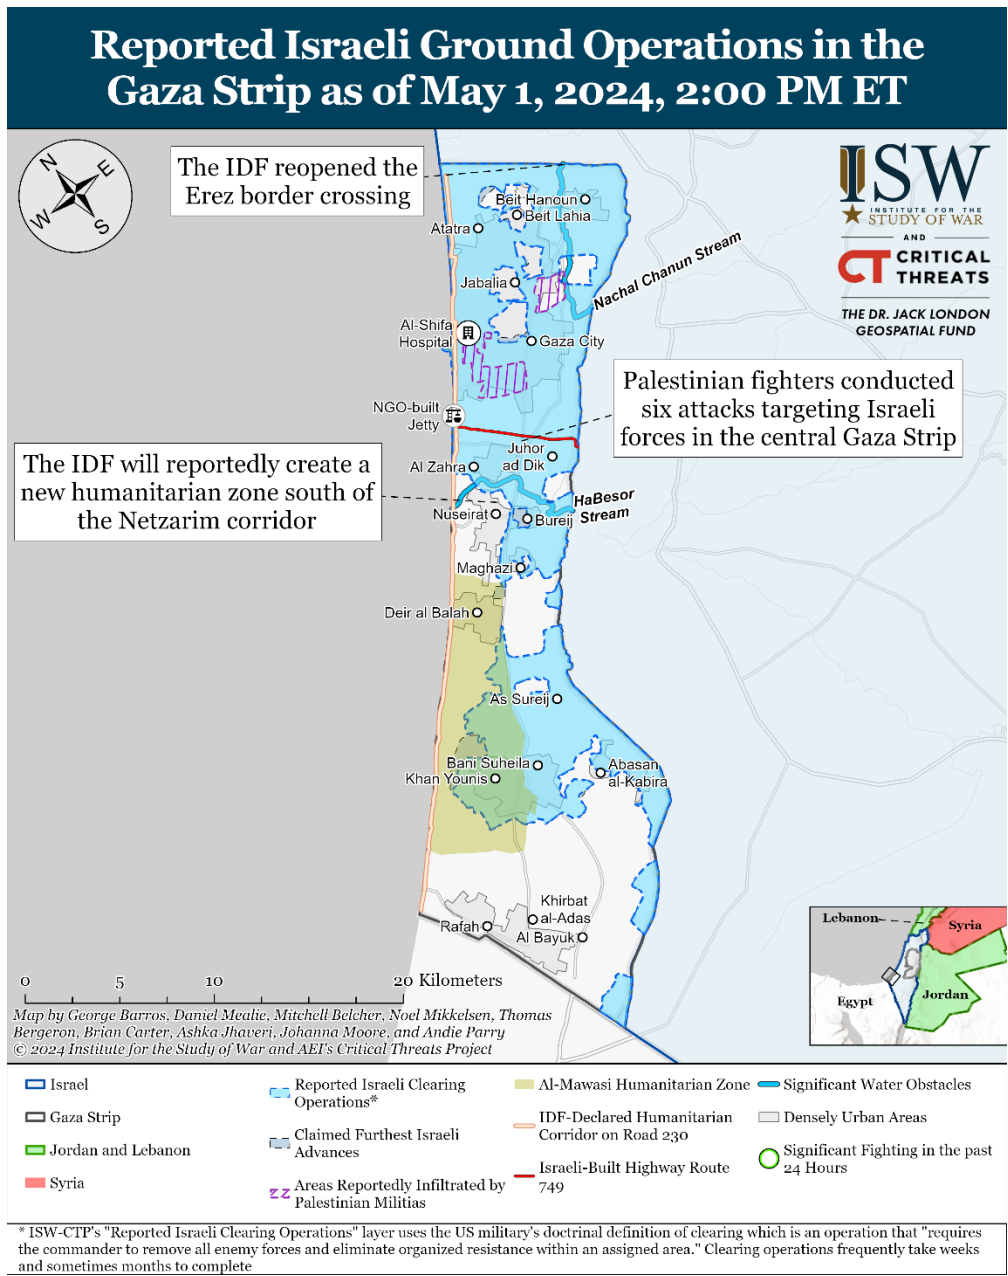 Reported Israeli Ground Operations in the
Gaza Strip as of May 1, 2024, 2:00 PM ET
N
E
W
S
The IDF reopened the
Erez border crossing
ISW
INSTITUTE FOR THE
STUDY OF WAR
AND
CT CRITICAL
THREATS
THE DR. JACK LONDON
GEOSPATIAL FUND
Beit Hanoun
Beit Lahia
Atatra
Nachal Chanun Stream
Jabalia
Al-Shifa
Hospital
Gaza City
Palestinian fighters conducted
six attacks targeting Israeli
forces in the central Gaza Strip
NGO-built
Jetty
Juhor
ad Dik
The IDF will reportedly create a
new humanitarian zone south of
the Netzarim corridor
Al Zahra
HaBesor
Stream
Nuseirat
Bureij
Maghazi
Deir al Balah
As Sureij
Bani Suheila
Khan Younis
Abasan
al-Kabira
Khirbat
al-Adas
Rafah
Al Bayuk
Lebanon
Syria
Egypt
Jordan
0 5 10 20 Kilometers
Map by George Barros, Daniel Mealie, Mitchell Belcher, Noel Mikkelsen, Thomas
Bergeron, Brian Carter, Ashka Jhaveri, Johanna Moore, and Andie Parry
© 2024 Institute for the Study of War and AEI's Critical Threats Project
Israel
Gaza Strip
Jordan and Lebanon
Syria
Reported Israeli Clearing
Operations*
Claimed Furthest Israeli
Advances
Areas Reportedly Infiltrated by
Palestinian Militias
Al-Mawasi Humanitarian Zone
IDF-Declared Humanitarian
Corridor on Road 230
Israeli-Built Highway Route
749
Significant Water Obstacles
Densely Urban Areas
Significant Fighting in the past
24 Hours
* ISW-CTP's "Reported Israeli Clearing Operations" layer uses the US military's doctrinal definition of clearing which is an operation that "requires
the commander to remove all enemy forces and eliminate organized resistance within an assigned area." Clearing operations frequently take weeks
and sometimes months to complete